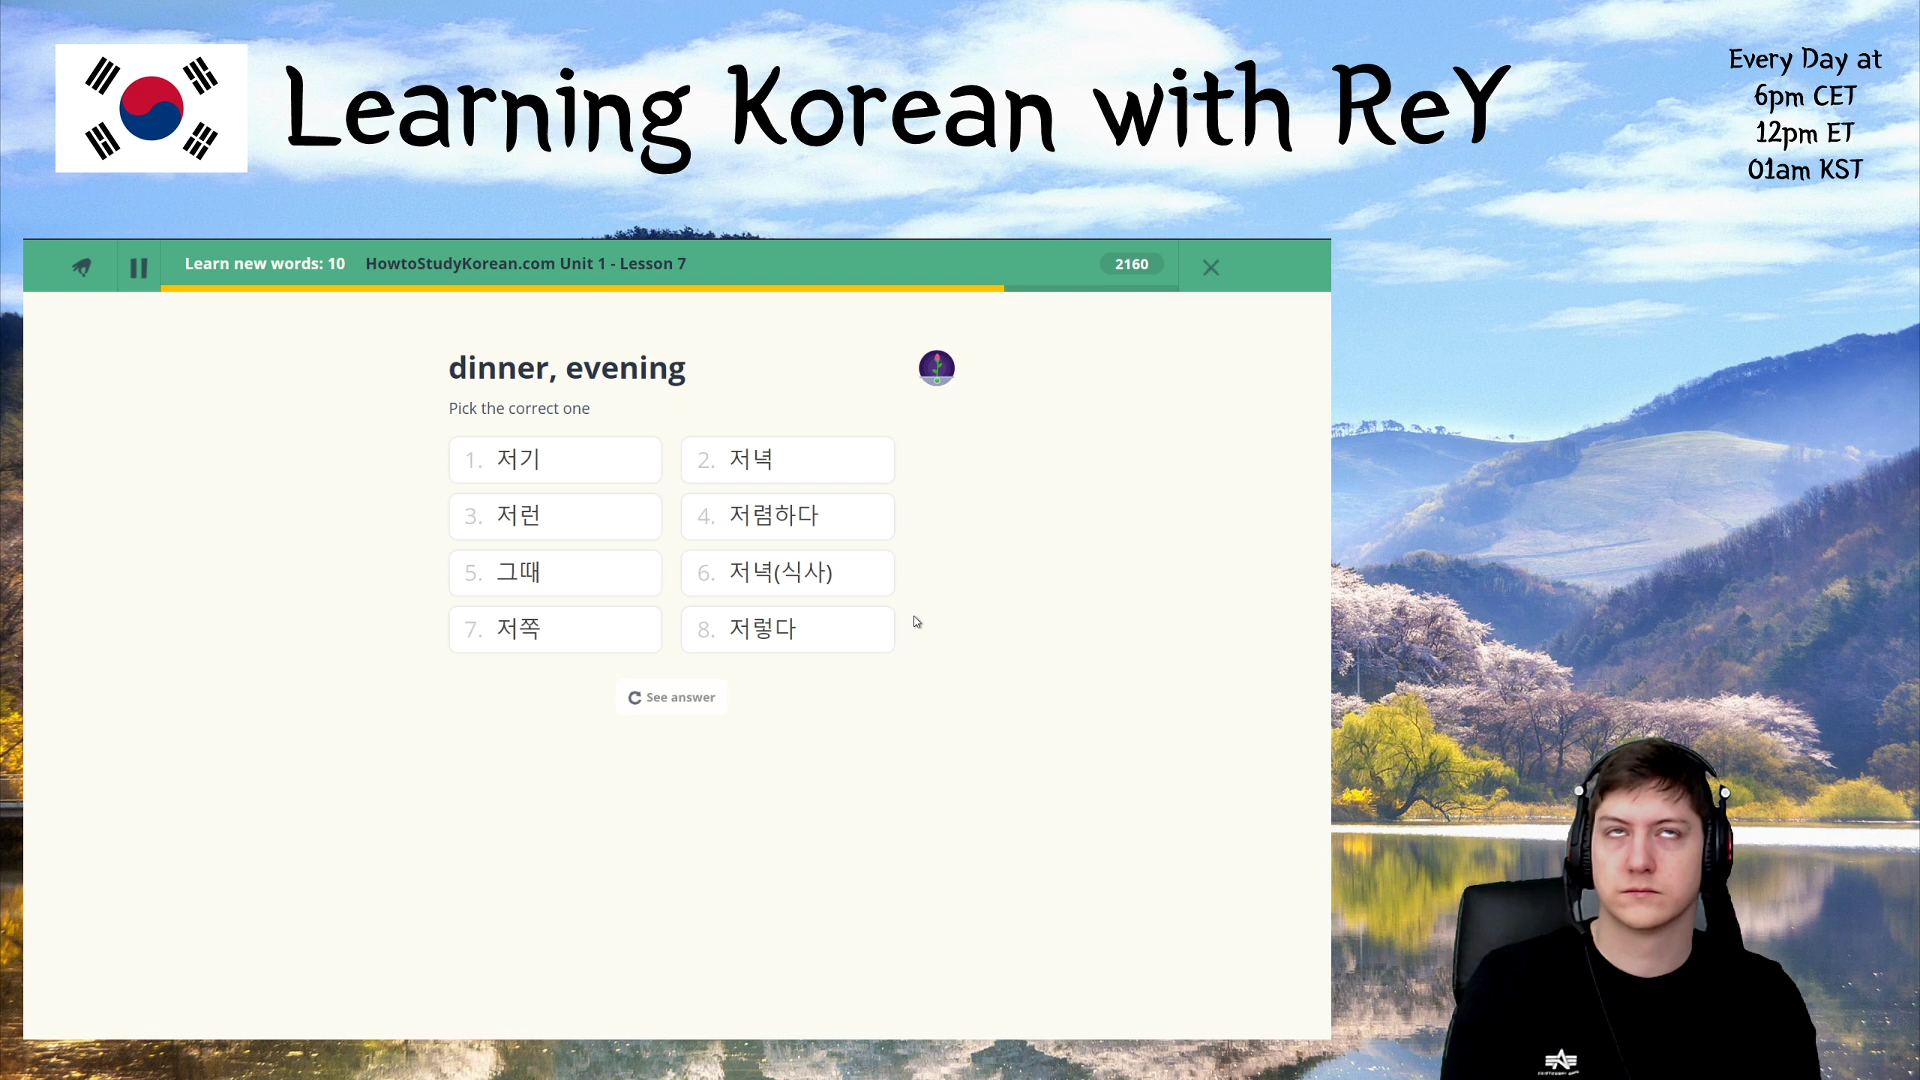 Learning Korean with ReY
Every Day at
6pm CET
12pm ET
01am KST
Learn new words: 10 HowtoStudyKorean.com Unit 1 - Lesson 7 2160
dinner, evening
Pick the correct one
1. 저기 2. 저녁
3. 저런 4. 저렴하다
5. 그때 6. 저녁(식사)
7. 저쪽 8. 저렇다
See answer